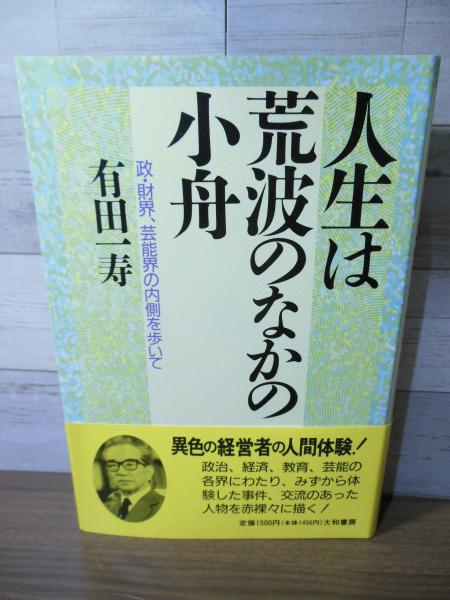 人生は
荒波のなかの
小舟
政・財界、芸能界の内側を歩いて
有田一寿
異色の経営者の人間体験!
政治、経済、教育、芸能の
各界にわたり、みずから体
験した事件、交流のあった
人物を赤裸々に描く!
定価1500円(本体1456円)大和書房